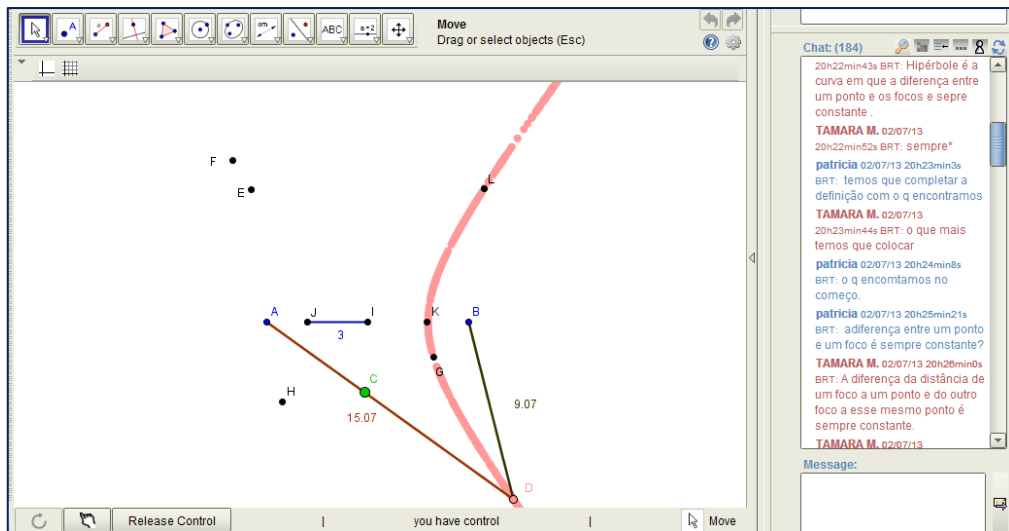 ABC
a=2
Move
Drag or select objects (Esc)
F
E
L
A
J
I
K
B
3
G
C
H
15.07
9.07
D
Release Control
you have control
Move
Chat: (184)
20h22min43s BRT: Hipérbole é a
curva em que a diferença entre
um ponto e os focos e sepre
constante .
TAMARA M. 02/07/13
20h22min52s BRT: sempre*
patricia 02/07/13 20h23min3s
BRT: temos que completar a
definição com o q encontramos
TAMARA M. 02/07/13
20h23min44s BRT: o que mais
temos que colocar
patricia 02/07/13 20h24min8s
BRT: o q encomtamos no
começo.
patricia 02/07/13 20h25min21s
BRT: adiferença entre um ponto
e um foco é sempre constante?
TAMARA M. 02/07/13 20h26min0s
BRT: A diferença da distância de
um foco a um ponto e do outro
foco a esse mesmo ponto é
sempre constante.
TAMARA M. 02/07/13
Message: